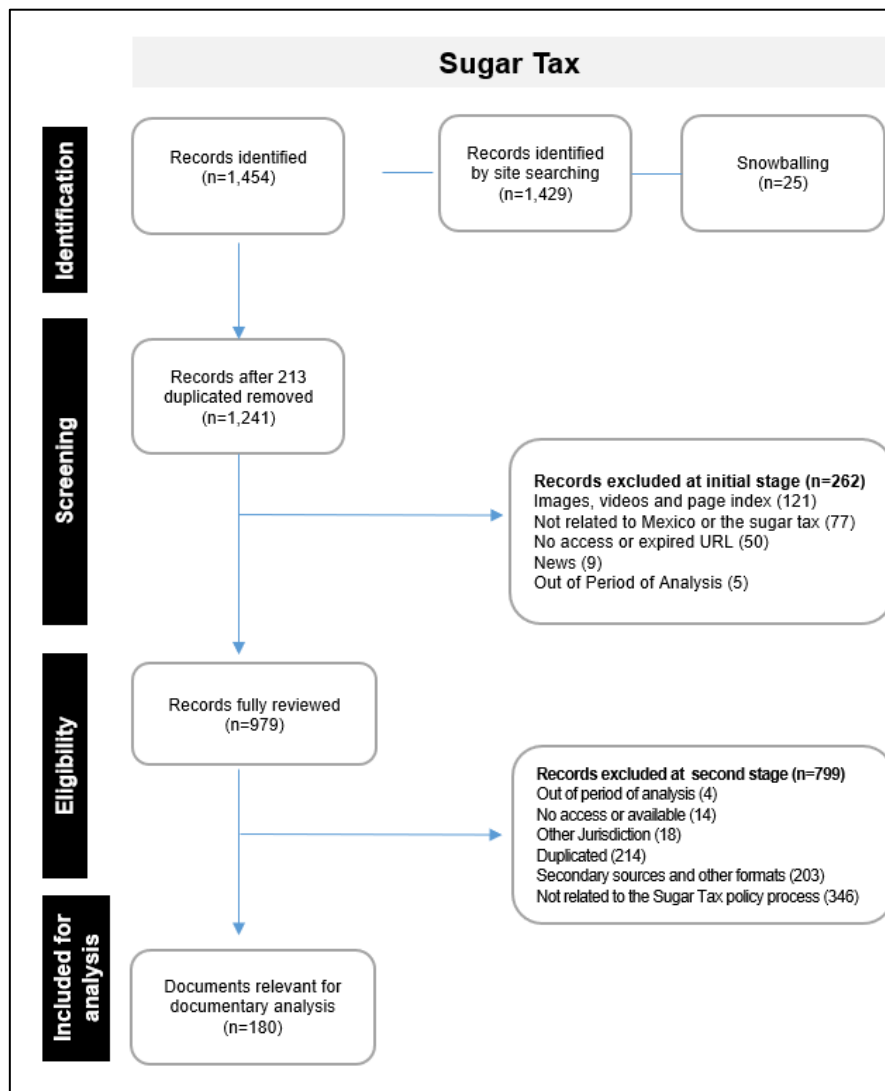 Sugar Tax
Identification
Records identified
(n=1,454)
Records identified
by site searching
(n=1,429)
Snowballing
(n=25)
Screening
Records after 213
duplicated removed
(n=1,241)
Records excluded at initial stage (n=262)
Images, videos and page index (121)
Not related to Mexico or the sugar tax (77)
No access or expired URL (50)
News (9)
Out of Period of Analysis (5)
Eligibility
Records fully reviewed
(n=979)
Records excluded at second stage (n=799)
Out of period of analysis (4)
No access or available (14)
Other Jurisdiction (18)
Duplicated (214)
Secondary sources and other formats (203)
Not related to the Sugar Tax policy process (346)
Included for
analysis
Documents relevant for
documentary analysis
(n=180)